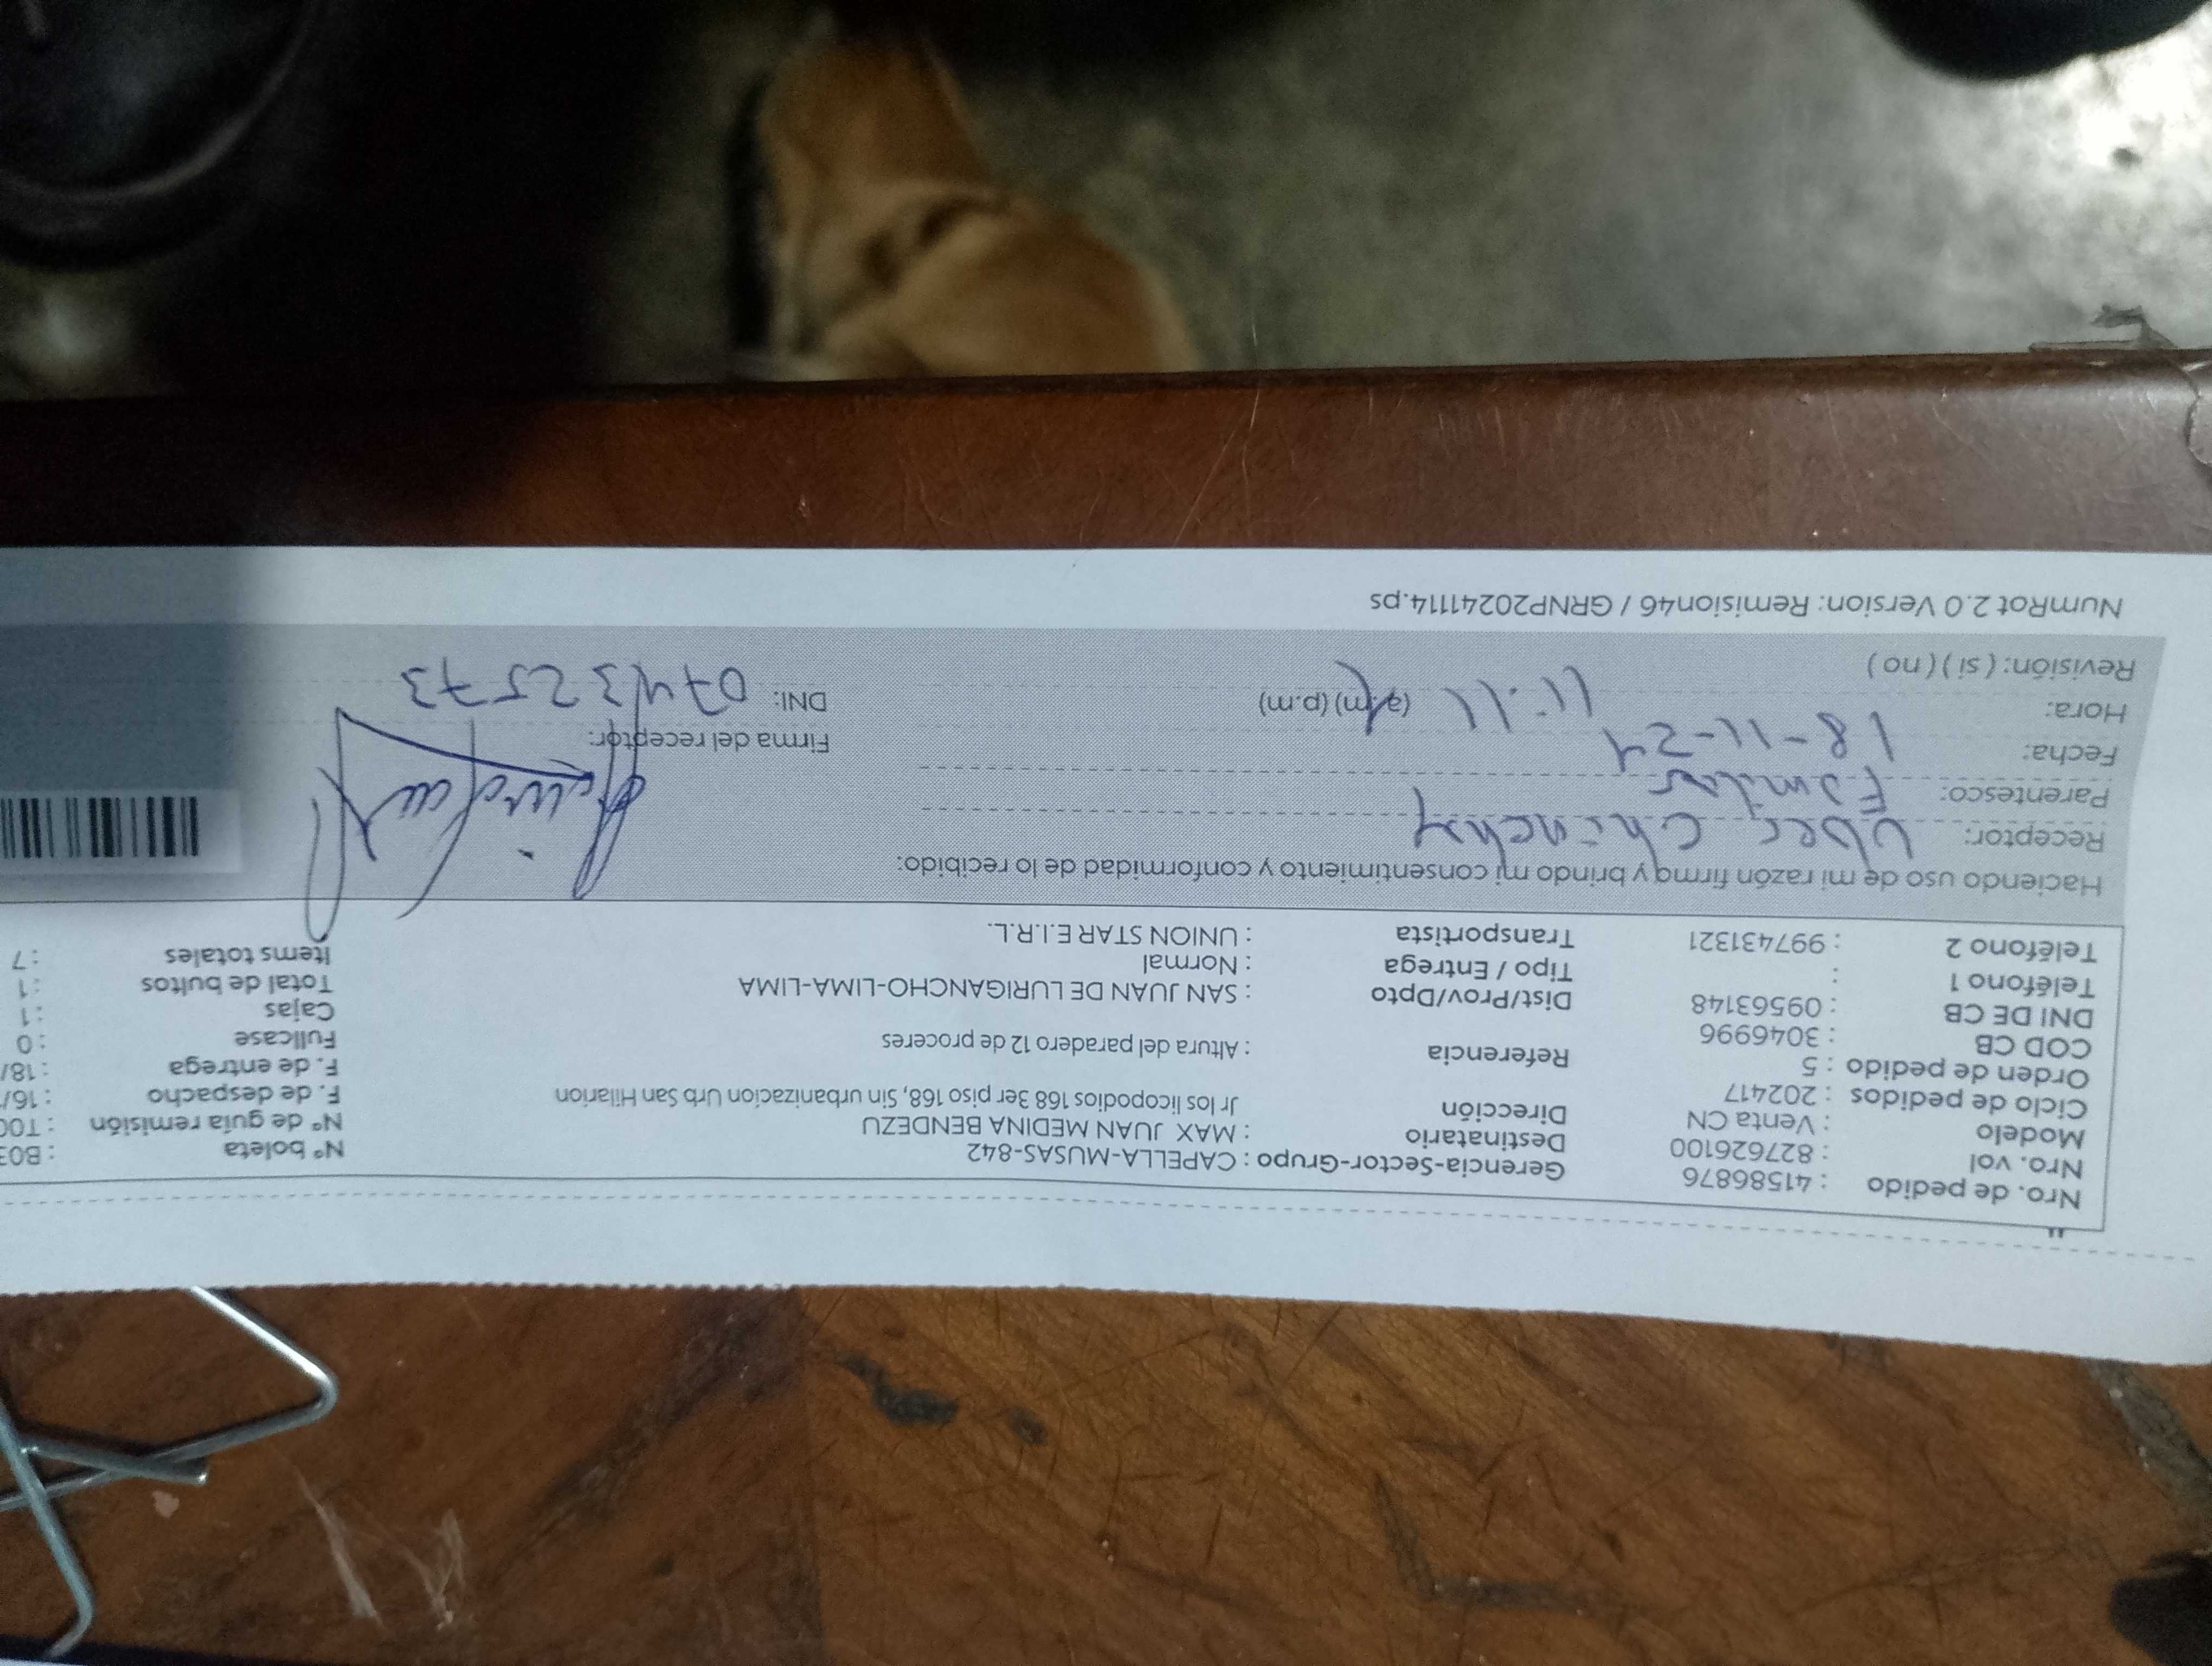 Nro. de pedido : 41586876 Gerencia-Sector-Grupo : CAPELLA-MUSAS-842 N° boleta : B03
Nro. vol : 827626100 Destinatario : MAX JUAN MEDINA BENDEZU N° de guía remisión : T00
Modelo : Venta CN Dirección Jr los licopodios 168 3er piso 168, Sin urbanizacion Urb San Hilarion F. de despacho : 16/
Ciclo de pedidos : 202417 F. de entrega : 18/
Orden de pedido : 5 Referencia : Altura del paradero 12 de proceres Fullcase : 0
COD CB : 3046996 Cajas : 1
DNI DE CB : 09563148 Dist/Prov/Dpto : SAN JUAN DE LURIGANCHO-LIMA-LIMA Total de bultos : 1
Teléfono 1 : Tipo / Entrega : Normal Items totales : 7
Teléfono 2 : 997431321 Transportista : UNION STAR E.I.R.L.
Haciendo uso de mi razón firmo y brindo mi consentimiento y conformidad de lo recibido:
Receptor: Uber Chinchay
Parentesco: Familiar
Fecha: 18-11-24 Firma del receptor:
Hora: 11:11 (a.m) (p.m) DNI: 07432573
Revisión: ( si ) ( no )
NumRot 2.0 Version: Remision46 / GRNP20241114.ps